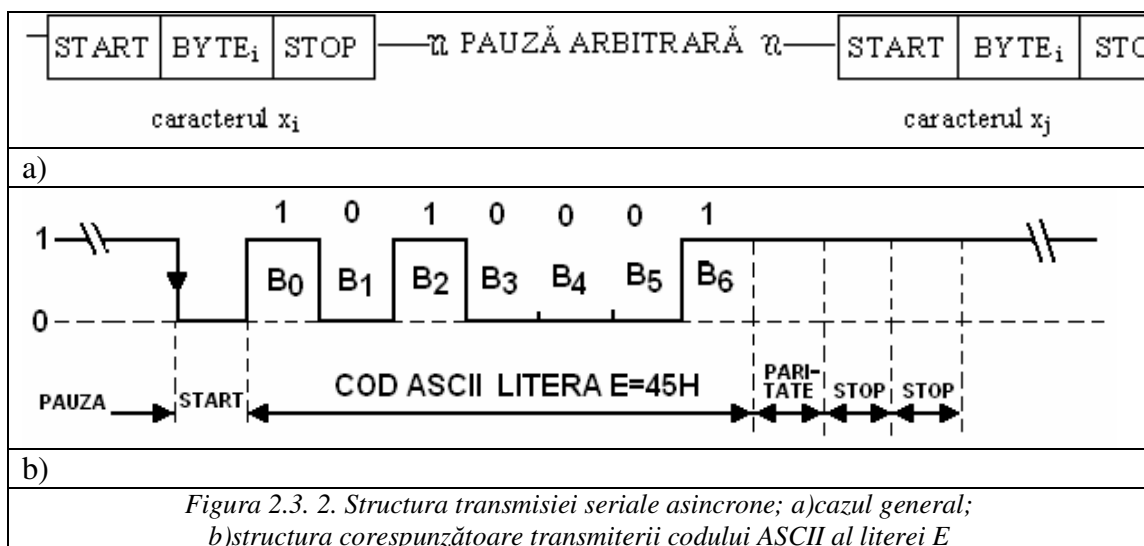 START BYTEi STOP n PAUZĂ ARBITRARĂ n START BYTEi STO
caracterul xi caracterul xj
a)
1 0 1 0 0 0 1
1
B0 B1 B2 B3 B4 B5 B6
0
PAUZA START COD ASCII LITERA E=45H PARI-TATE STOP STOP
b)
Figura 2.3. 2. Structura transmisiei seriale asincrone; a)cazul general;
b)structura corespunzătoare transmiterii codului ASCII al literei E